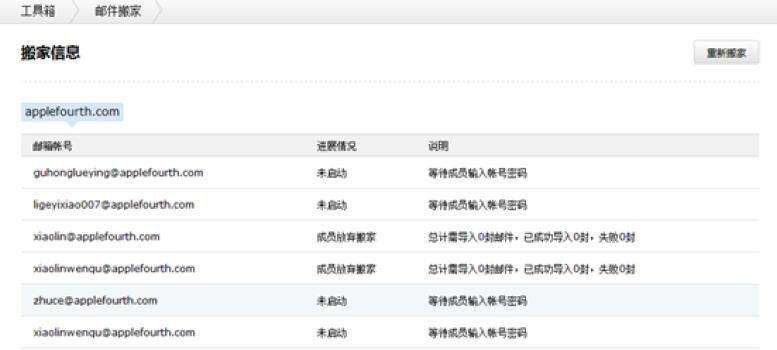 工具箱 邮件搬家
搬家信息 重新搬家
applefourth.com
邮箱帐号 进展情况 说明
guhonglueying@applefourth.com 未启动 等待成员输入帐号密码
ligeyixiao007@applefourth.com 未启动 等待成员输入帐号密码
xiaolin@applefourth.com 成员放弃搬家 总计需导入0封邮件，已成功导入0封，失败0封
xiaolinwenqu@applefourth.com 成员放弃搬家 总计需导入0封邮件，已成功导入0封，失败0封
zhuce@applefourth.com 未启动 等待成员输入帐号密码
xiaolinwenqu@applefourth.com 未启动 等待成员输入帐号密码